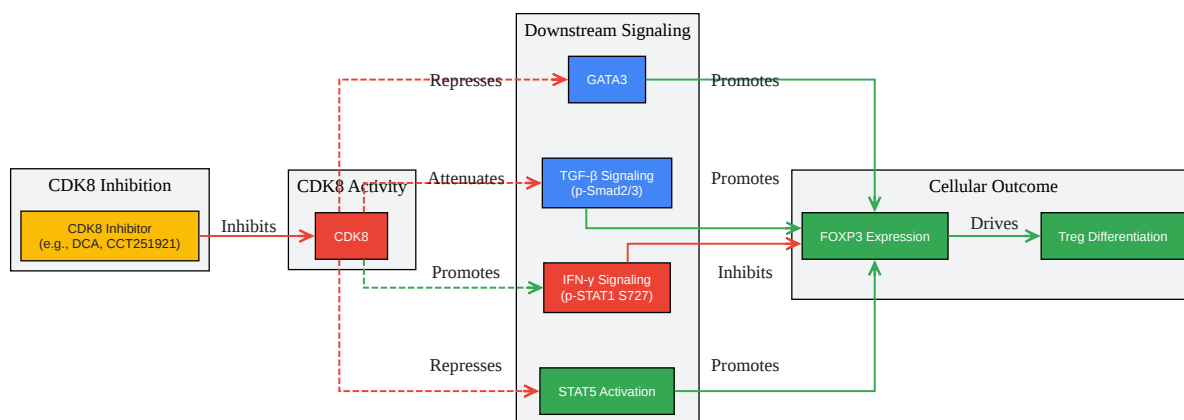 Downstream Signaling
Represses
GATA3
Promotes
CDK8 Inhibition
CDK8 Activity
Attenuates
TGF-β Signaling
(p-Smad2/3)
Promotes
Cellular Outcome
CDK8 Inhibitor
(e.g., DCA, CCT251921)
Inhibits
CDK8
FOXP3 Expression
Drives
Treg Differentiation
Promotes
IFN-γ Signaling
(p-STAT1 S727)
Inhibits
Represses
STAT5 Activation
Promotes